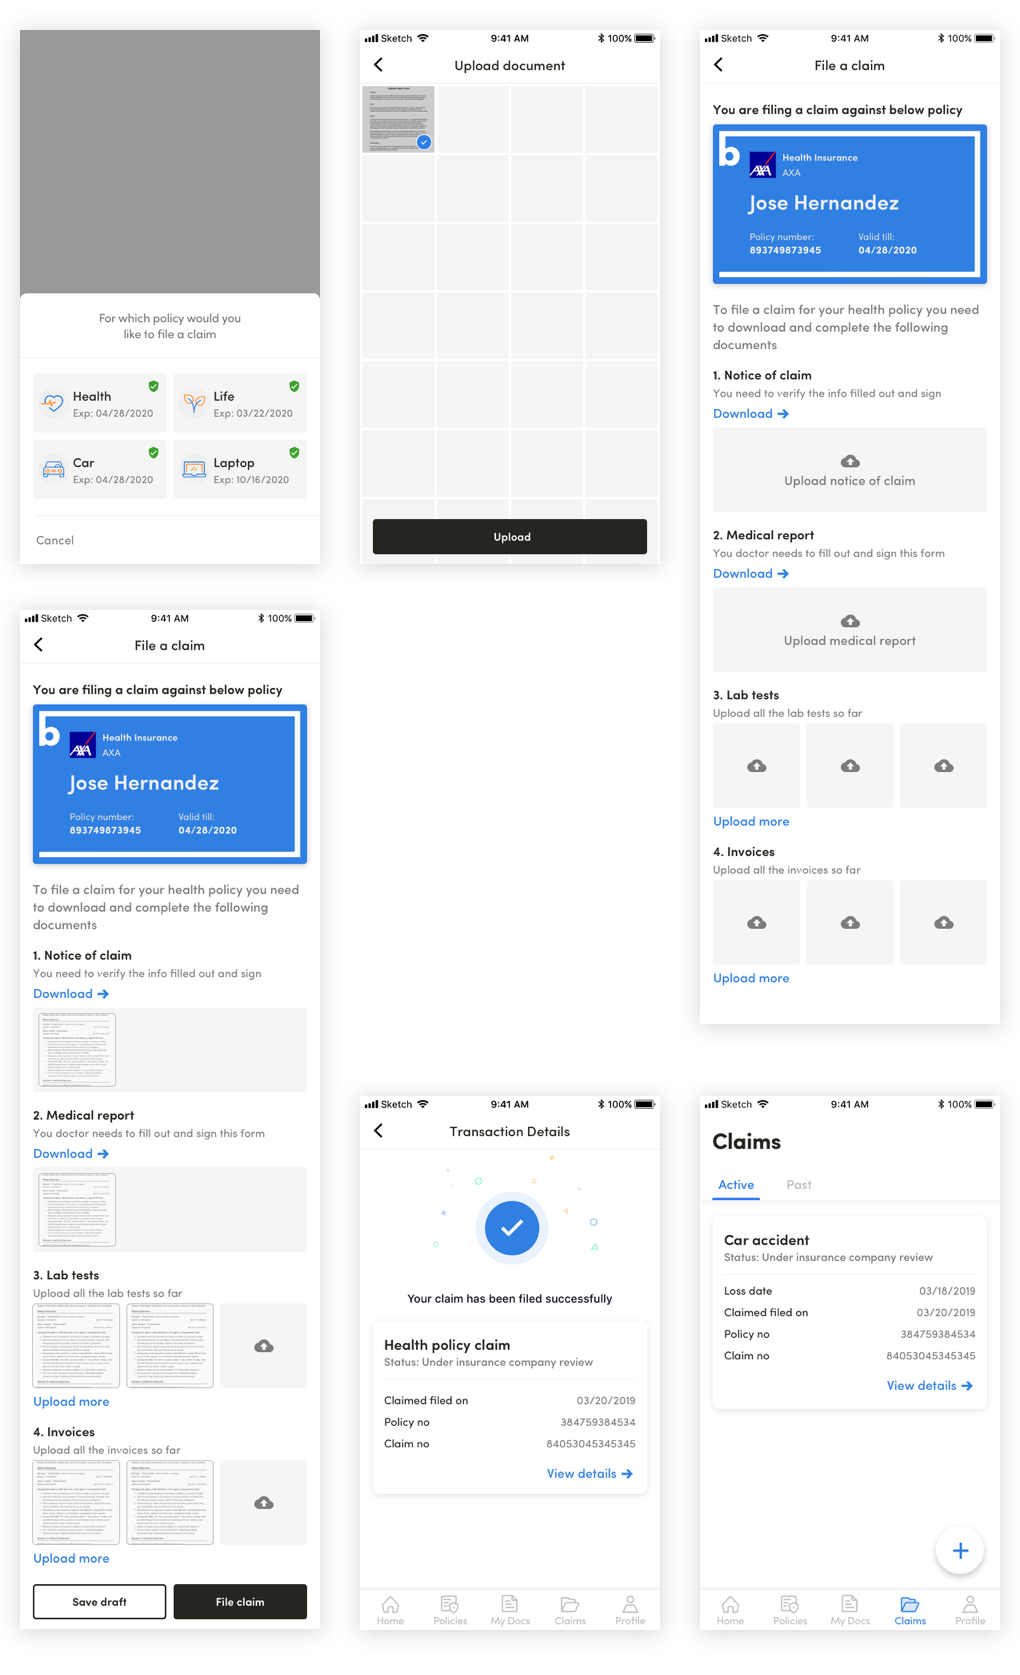 For which policy would you
like to file a claim
Health
Exp: 04/28/2020
Life
Exp: 03/22/2020
Car
Exp: 04/28/2020
Laptop
Exp: 10/16/2020
Cancel
Sketch 9:41 AM 100%
Upload document
Upload
Sketch 9:41 AM 100%
File a claim
You are filing a claim against below policy
b
AXA
Health Insurance
AXA
Jose Hernandez
Policy number:
893749873945
Valid till:
04/28/2020
To file a claim for your health policy you need
to download and complete the following
documents
1. Notice of claim
You need to verify the info filled out and sign
Download
Upload notice of claim
2. Medical report
You doctor needs to fill out and sign this form
Download
Upload medical report
3. Lab tests
Upload all the lab tests so far
Upload more
4. Invoices
Upload all the invoices so far
Upload more
Sketch 9:41 AM 100%
File a claim
You are filing a claim against below policy
b
AXA
Health Insurance
AXA
Jose Hernandez
Policy number:
893749873945
Valid till:
04/28/2020
To file a claim for your health policy you need
to download and complete the following
documents
1. Notice of claim
You need to verify the info filled out and sign
Download
2. Medical report
You doctor needs to fill out and sign this form
Download
3. Lab tests
Upload all the lab tests so far
Upload more
4. Invoices
Upload all the invoices so far
Upload more
Save draft
File claim
Sketch 9:41 AM 100%
Transaction Details
Your claim has been filed successfully
Health policy claim
Status: Under insurance company review
Claimed filed on 03/20/2019
Policy no 384759384534
Claim no 84053045345345
View details
Home Policies My Docs Claims Profile
Sketch 9:41 AM 100%
Claims
Active Past
Car accident
Status: Under insurance company review
Loss date 03/18/2019
Claimed filed on 03/20/2019
Policy no 384759384534
Claim no 84053045345345
View details
Home Policies My Docs Claims Profile